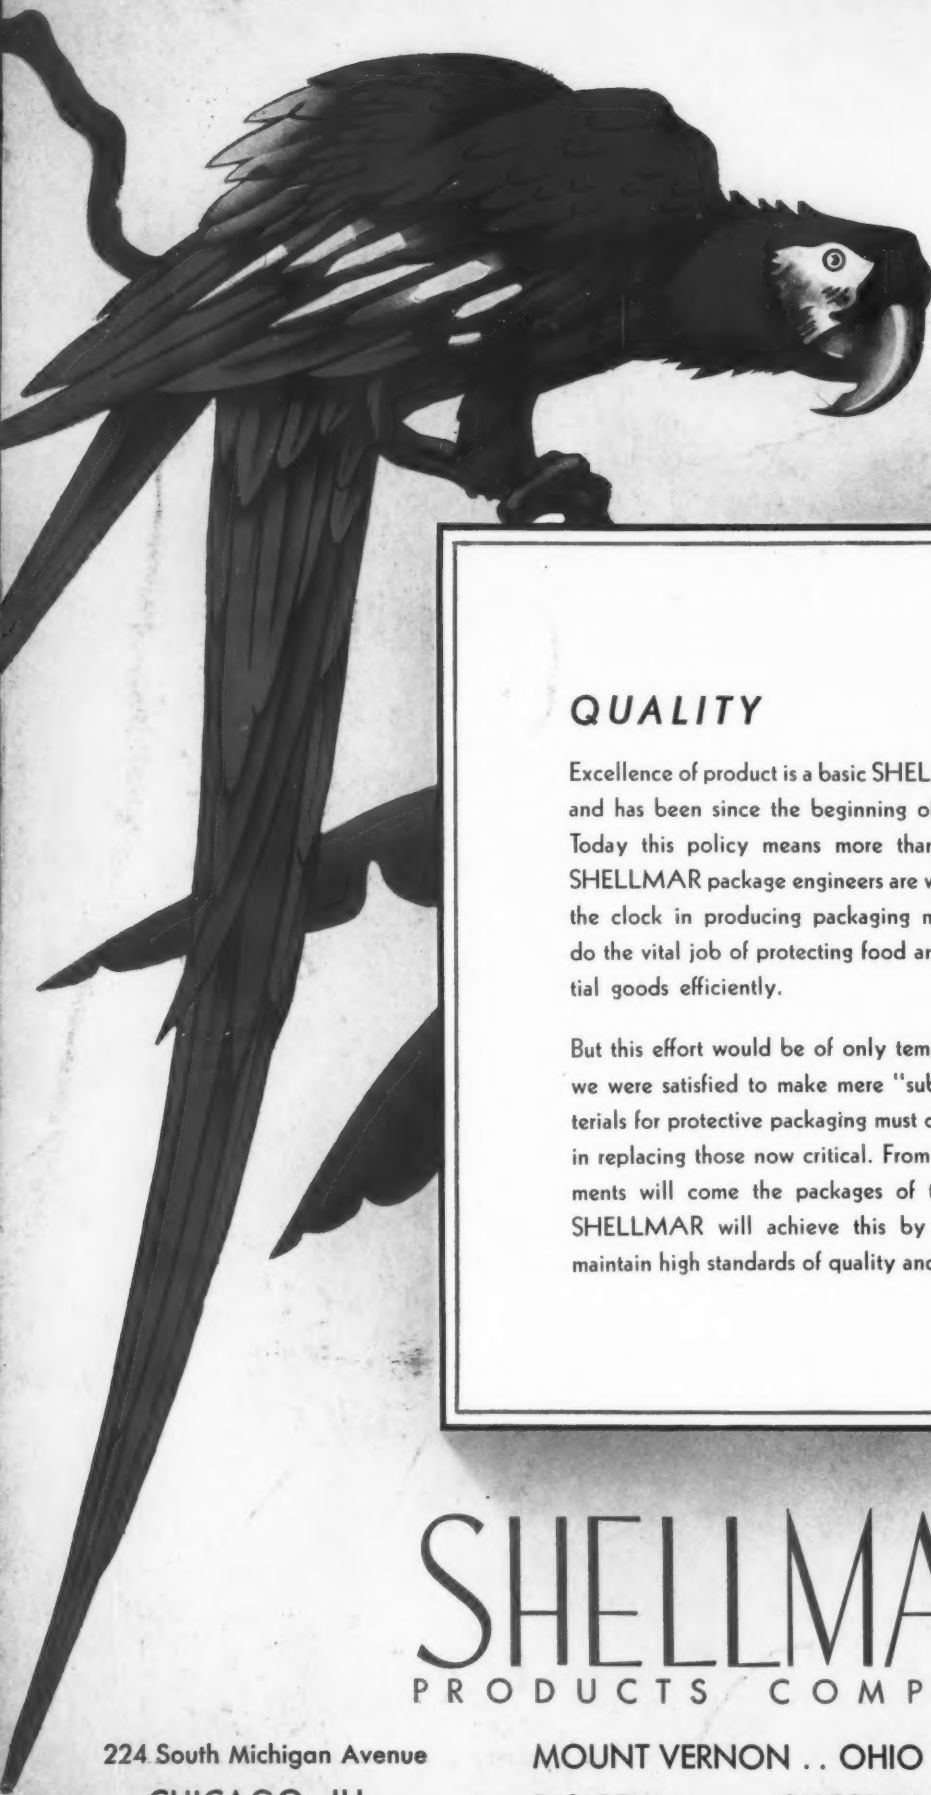 QUALITY
Excellence of product is a basic SHEL
and has been since the beginning o
Today this policy means more than
SHELLMAR package engineers are
the clock in producing packaging
do the vital job of protecting food
tial goods efficiently.
But this effort would be of only tem
we were satisfied to make mere "sub
terials for protective packaging must
in replacing those now critical. From
ments will come the packages of
SHELLMAR will achieve this by
maintain high standards of quality and
SHELLMA
PRODUCTS COMP
224 South Michigan Avenue
MOUNT VERNON . . OHIO